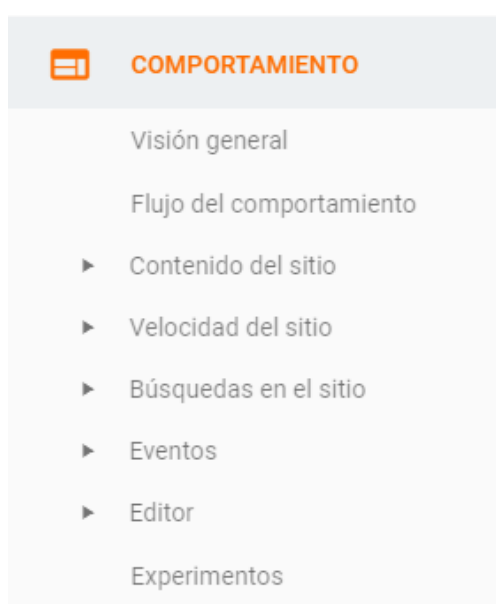 COMPORTAMIENTO
Visión general
Flujo del comportamiento
Contenido del sitio
Velocidad del sitio
Búsquedas en el sitio
Eventos
Editor
Experimentos